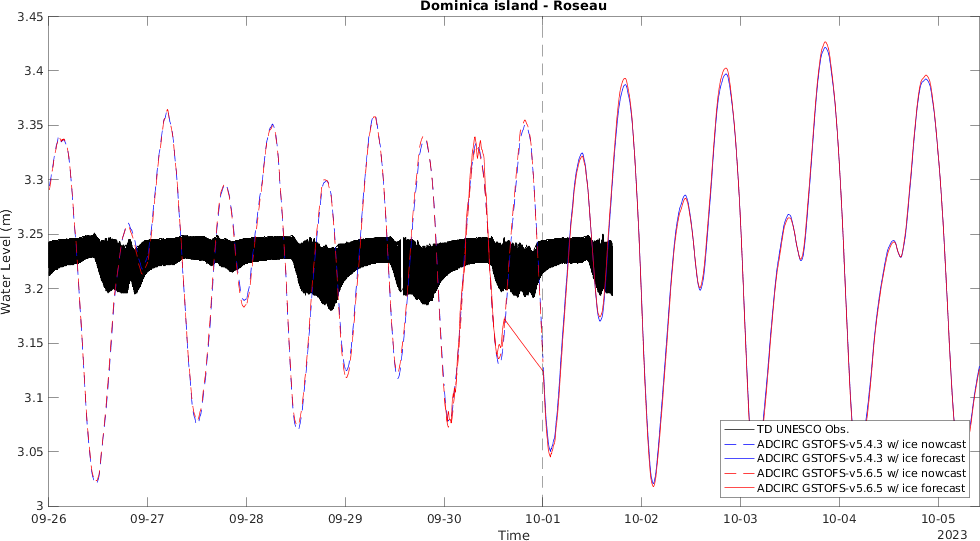 Dominica island - Roseau
3.45
3.4
3.35
3.3
3.25
3.2
3.15
3.1
3.05
3
Water Level (m)
TD UNESCO Obs.
ADCIRC GSTOFS-v5.4.3 w/ ice nowcast
ADCIRC GSTOFS-v5.4.3 w/ ice forecast
ADCIRC GSTOFS-v5.6.5 w/ ice nowcast
ADCIRC GSTOFS-v5.6.5 w/ ice forecast
09-26 09-27 09-28 09-29 09-30 10-01 10-02 10-03 10-04 10-05
Time 2023